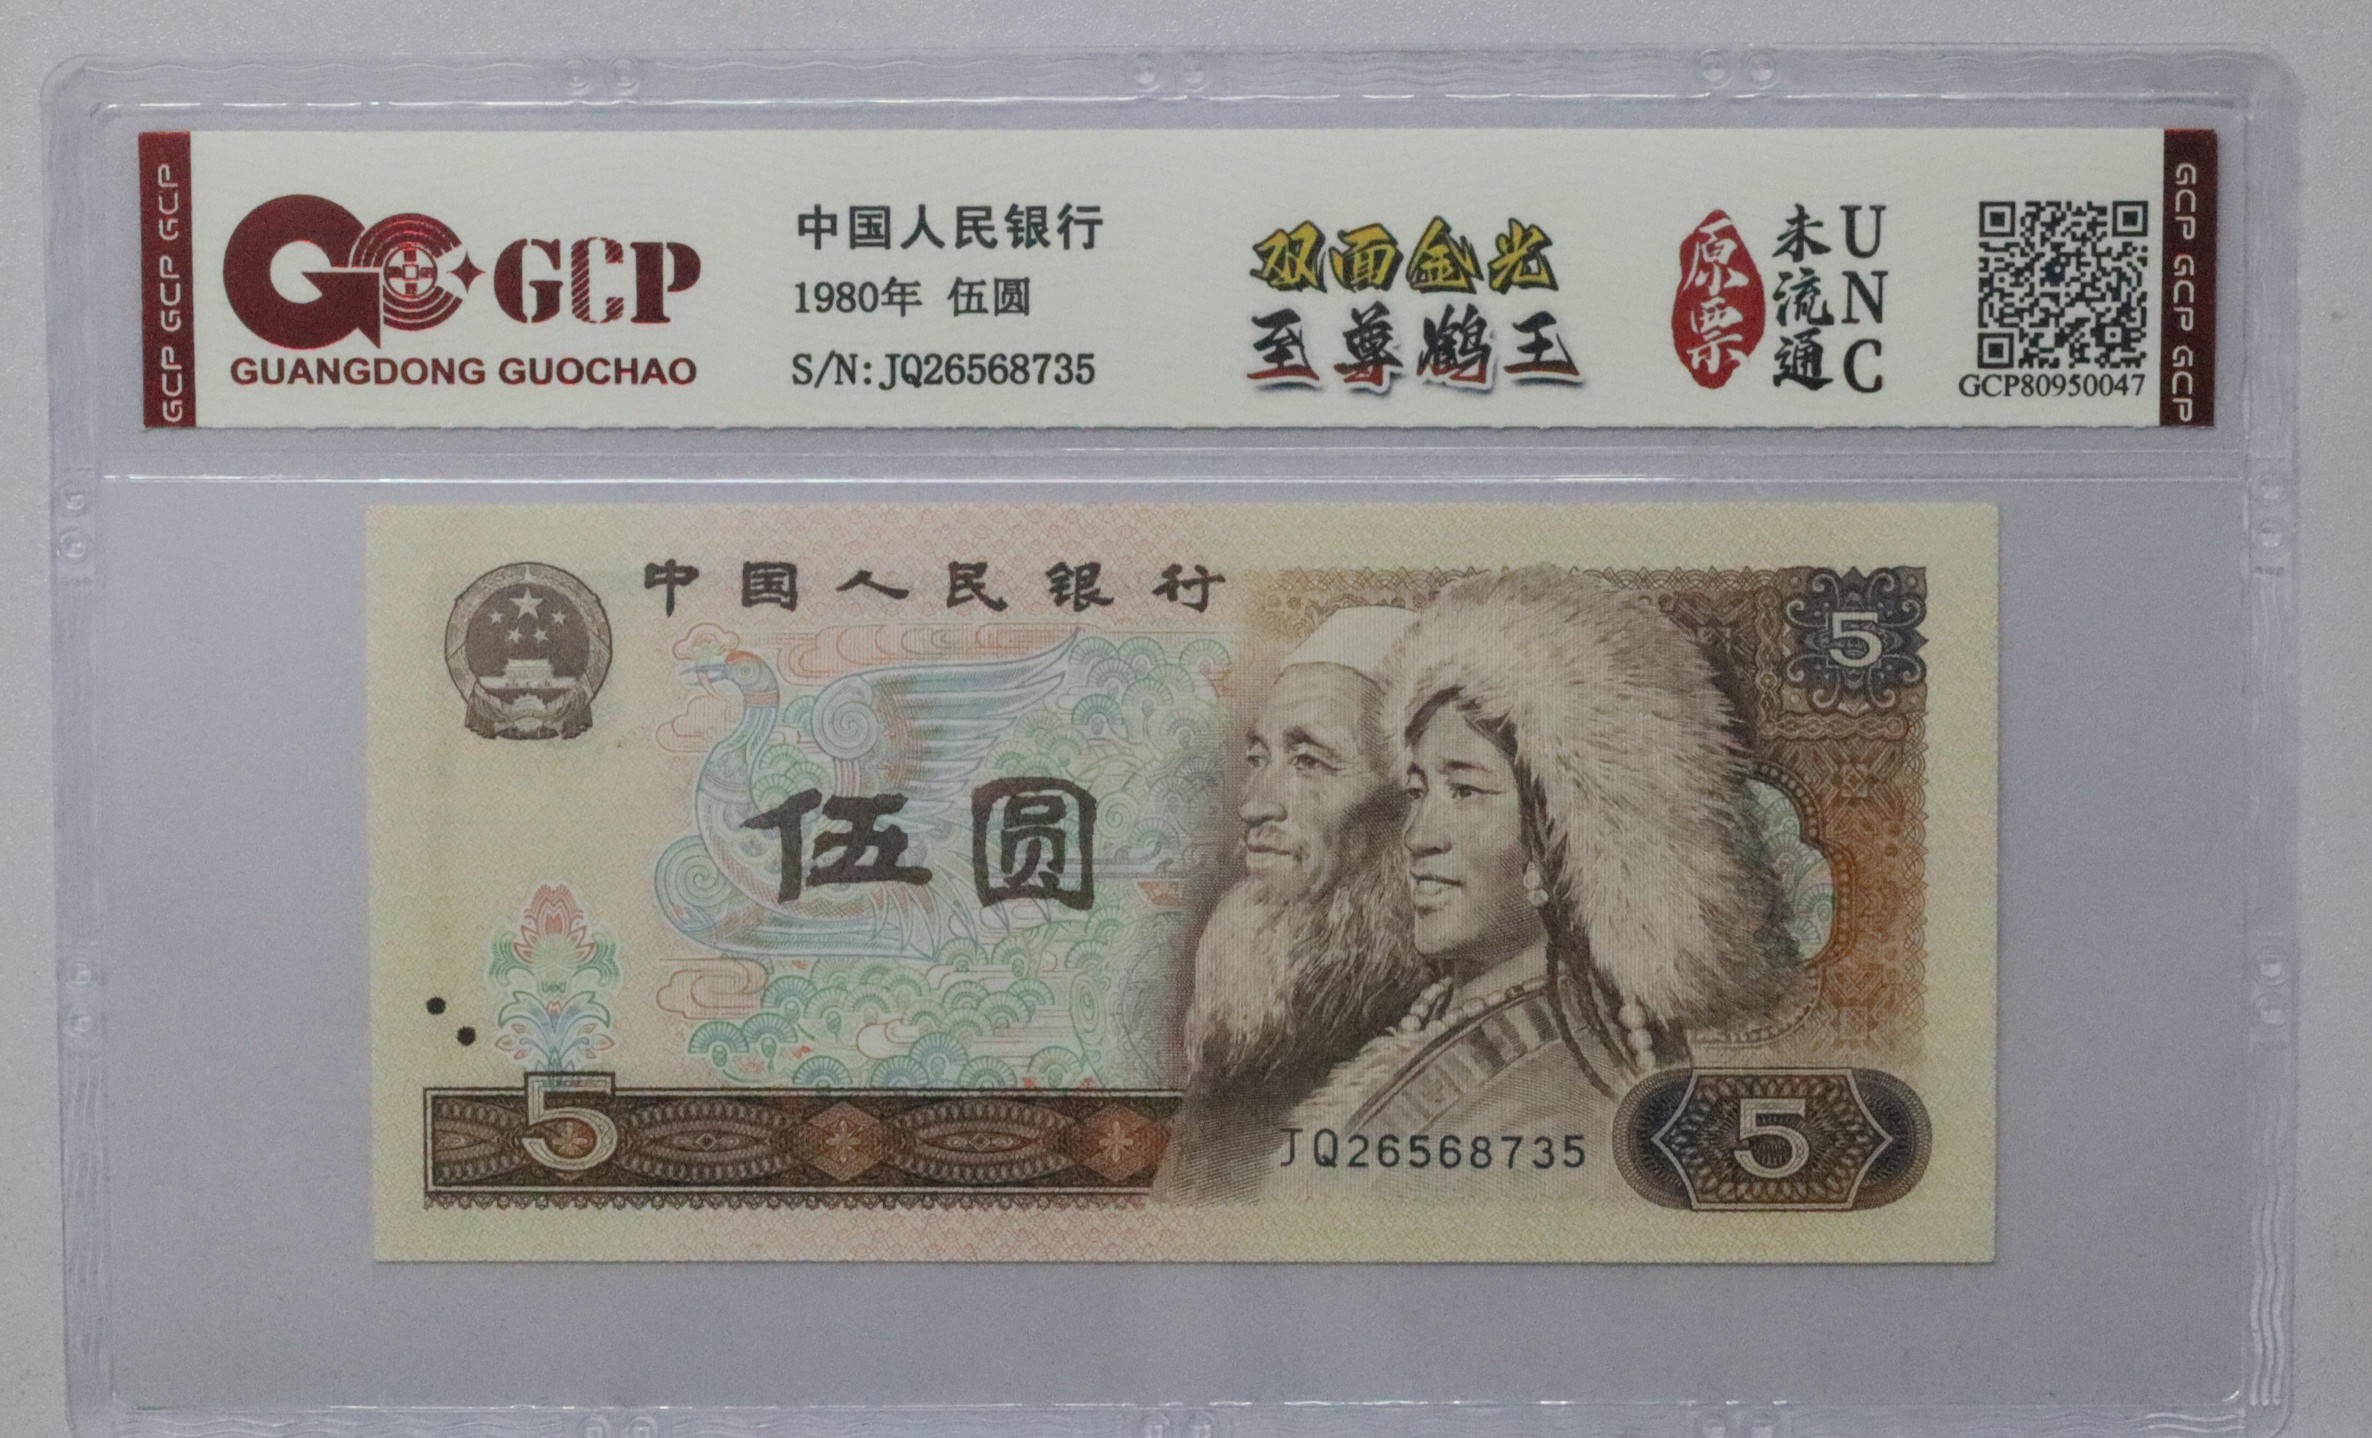 GCP GCP GCP
GCP
GUANGDONG GUOCHAO
中国人民银行
1980年 伍圆
S/N:JQ26568735
双面金光
至尊鹤王
原票
未流通
UNC
GCP80950047
GCP GCP GCP
中国人民银行
5
伍圆
5
JQ26568735
5